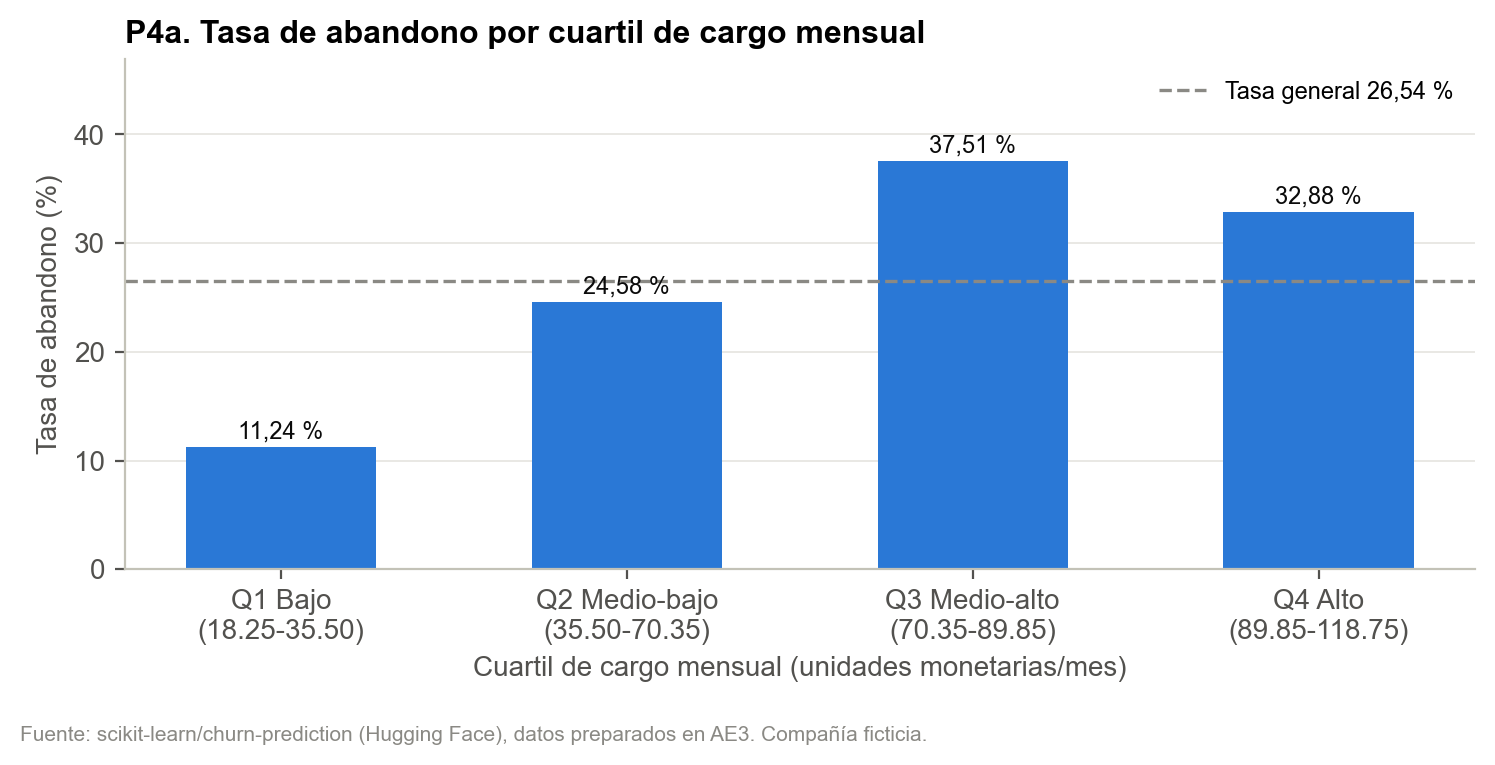 P4a. Tasa de abandono por cuartil de cargo mensual
Tasa general 26,54 %
Tasa de abandono (%)
40
30
20
10
0
11,24 %
24,58 %
37,51 %
32,88 %
Q1 Bajo
(18.25-35.50)
Q2 Medio-bajo
(35.50-70.35)
Q3 Medio-alto
(70.35-89.85)
Q4 Alto
(89.85-118.75)
Cuartil de cargo mensual (unidades monetarias/mes)
Fuente: scikit-learn/churn-prediction (Hugging Face), datos preparados en AE3. Compañía ficticia.